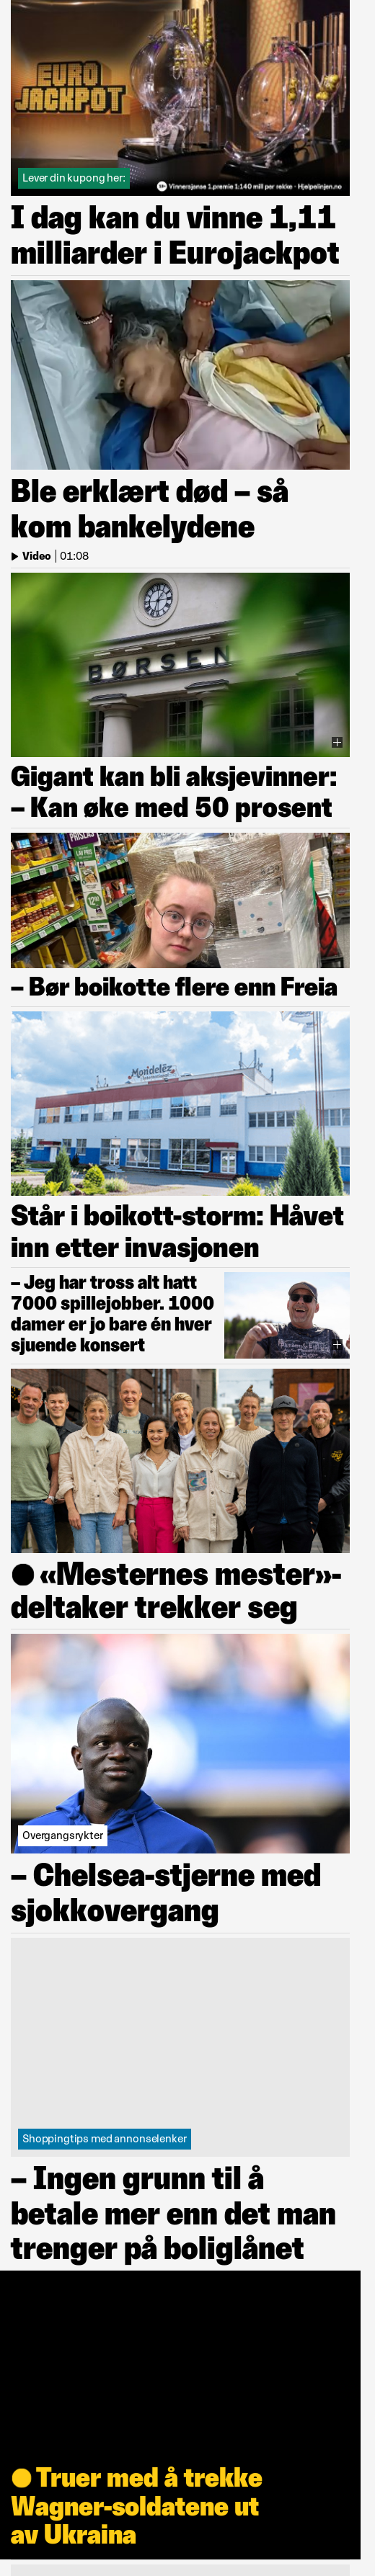 EURO
JACKPOT
Lever din kupong her:
18+ Vinnersjanse 1.premie 1:140 mill per rekke - Hjelpelinjen.no
I dag kan du vinne 1,11
milliarder i Eurojackpot
Ble erklært død – så
kom bankelydene
Video | 01:08
BØRSEN
Gigant kan bli aksjevinner:
– Kan øke med 50 prosent
PRISLÅS
– Bør boikotte flere enn Freia
Mondelēz
International
Står i boikott-storm: Håvet
inn etter invasjonen
– Jeg har tross alt hatt
7000 spillejobber. 1000
damer er jo bare én hver
sjuende konsert
«Mesternes mester»-
deltaker trekker seg
Overgangsrykter
– Chelsea-stjerne med
sjokkovergang
Shoppingtips med annonselenker
– Ingen grunn til å
betale mer enn det man
trenger på boliglånet
Truer med å trekke
Wagner-soldatene ut
av Ukraina